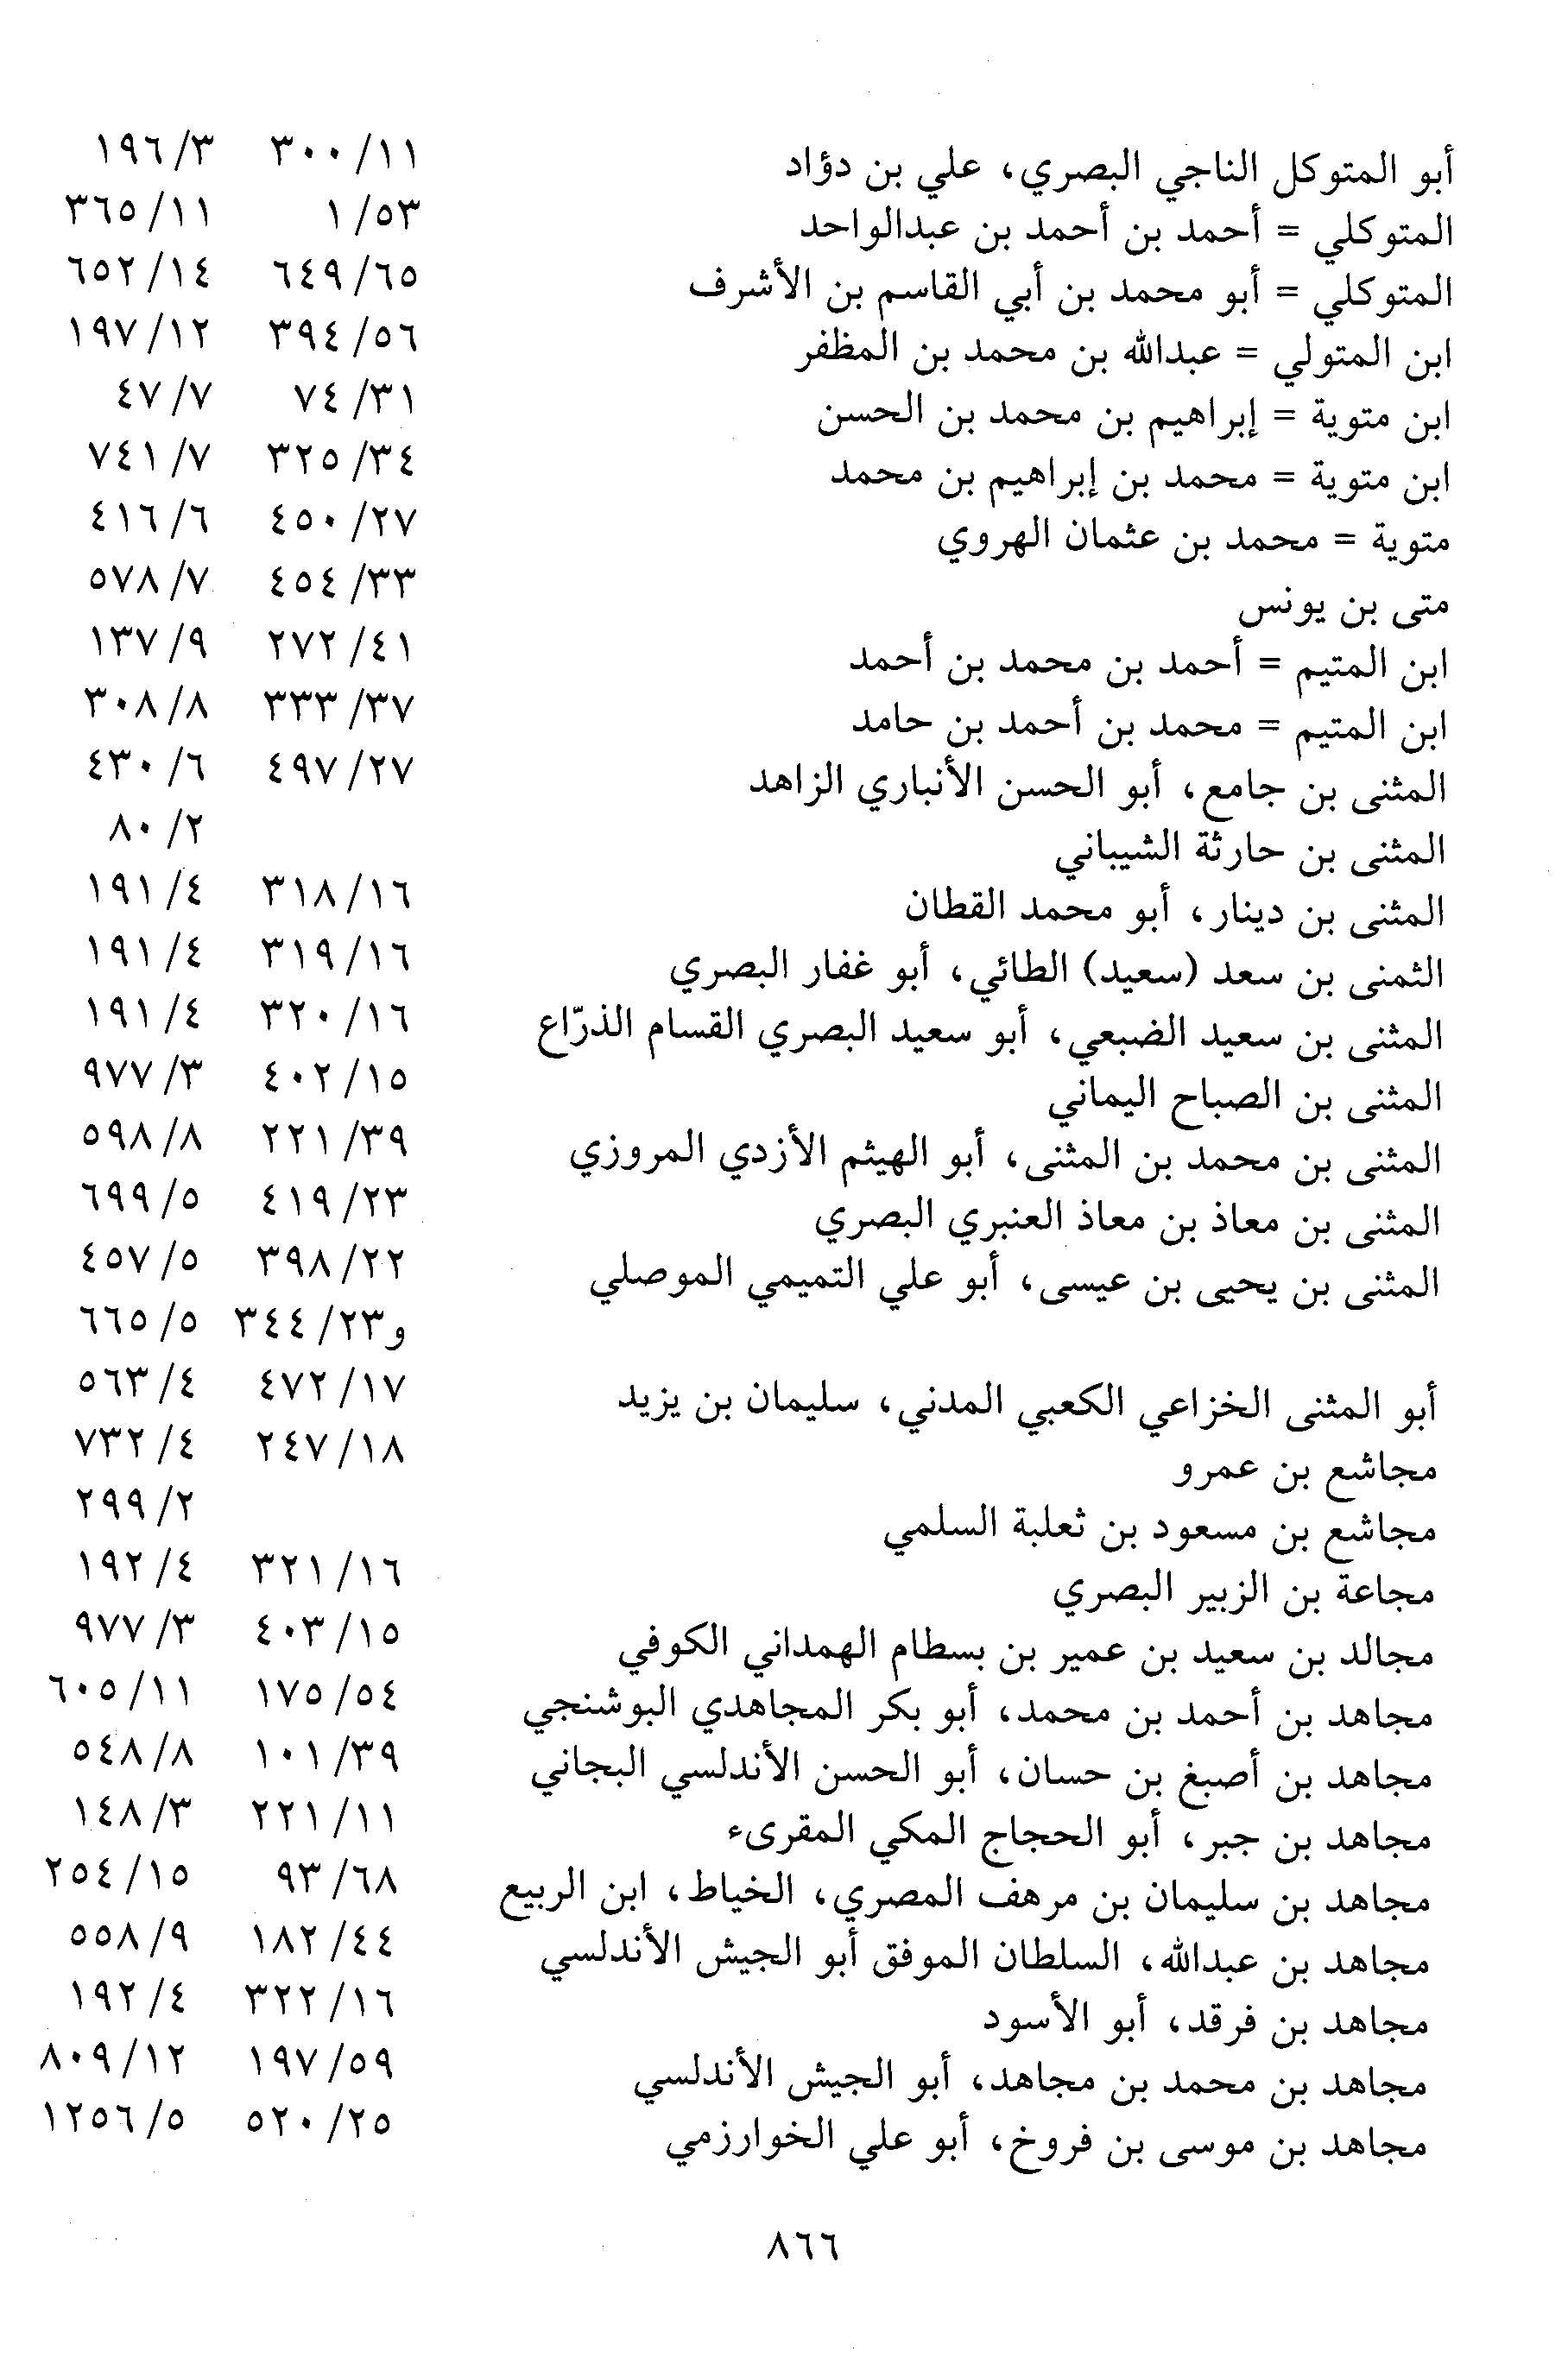 أبو المتوكل الناجي البصري، علي بن دؤاد ١١/ ٣٠٠ ٣/ ١٩٦
المتوكلي = أحمد بن أحمد بن عبدالواحد ٥٣/ ١ ١١/ ٣٦٥
المتوكلي = أبو محمد بن أبي القاسم بن الأشرف ٦٥/ ٦٤٩ ١٤/ ٦٥٢
ابن المتولي = عبدالله بن محمد بن المظفر ٥٦/ ٣٩٤ ١٢/ ١٩٧
ابن متوية = إبراهيم بن محمد بن الحسن ٣١/ ٧٤ ٧/ ٤٧
ابن متوية = محمد بن إبراهيم بن محمد ٣٤/ ٣٢٥ ٧/ ٧٤١
متوية = محمد بن عثمان الهروي ٢٧/ ٤٥٠ ٦/ ٤١٦
متى بن يونس ٣٣/ ٤٥٤ ٧/ ٥٧٨
ابن المتيم = أحمد بن محمد بن أحمد ٤١/ ٢٧٢ ٩/ ١٣٧
ابن المتيم = محمد بن أحمد بن حامد ٣٧/ ٣٣٣ ٨/ ٣٠٨
المثنى بن جامع، أبو الحسن الأنباري الزاهد ٢٧/ ٤٩٧ ٦/ ٤٣٠
المثنى بن حارثة الشيباني ٢/ ٨٠
المثنى بن دينار، أبو محمد القطان ١٦/ ٣١٨ ٤/ ١٩١
الثمنى بن سعد (سعيد) الطائي، أبو غفار البصري ١٦/ ٣١٩ ٤/ ١٩١
المثنى بن سعيد الضبعي، أبو سعيد البصري القسام الذرّاع ١٦/ ٣٢٠ ٤/ ١٩١
المثنى بن الصباح اليماني ١٥/ ٤٠٢ ٣/ ٩٧٧
المثنى بن محمد بن المثنى، أبو الهيثم الأزدي المروزي ٣٩/ ٢٢١ ٨/ ٥٩٨
المثنى بن معاذ بن معاذ العنبري البصري ٢٣/ ٤١٩ ٥/ ٦٩٩
المثنى بن يحيى بن عيسى، أبو علي التميمي الموصلي ٢٢/ ٣٩٨ ٥/ ٤٥٧
و٢٣/ ٣٤٤ ٥/ ٦٦٥
أبو المثنى الخزاعي الكعبي المدني، سليمان بن يزيد ١٧/ ٤٧٢ ٤/ ٥٦٣
مجاشع بن عمرو ١٨/ ٢٤٧ ٤/ ٧٣٢
مجاشع بن مسعود بن ثعلبة السلمي ٢/ ٢٩٩
مجاعة بن الزبير البصري ١٦/ ٣٢١ ٤/ ١٩٢
مجالد بن سعيد بن عمير بن بسطام الهمداني الكوفي ١٥/ ٤٠٣ ٣/ ٩٧٧
مجاهد بن أحمد بن محمد، أبو بكر المجاهدي البوشنجي ٥٤/ ١٧٥ ١١/ ٦٠٥
مجاهد بن أصبغ بن حسان، أبو الحسن الأندلسي البجاني ٣٩/ ١٠١ ٨/ ٥٤٨
مجاهد بن جبر، أبو الحجاج المكي المقرىء ١١/ ٢٢١ ٣/ ١٤٨
مجاهد بن سليمان بن مرهف المصري، الخياط، ابن الربيع ٦٨/ ٩٣ ١٥/ ٢٥٤
مجاهد بن عبدالله، السلطان الموفق أبو الجيش الأندلسي ٤٤/ ١٨٢ ٩/ ٥٥٨
مجاهد بن فرقد، أبو الأسود ١٦/ ٣٢٢ ٤/ ١٩٢
مجاهد بن محمد بن مجاهد، أبو الجيش الأندلسي ٥٩/ ١٩٧ ١٢/ ٨٠٩
مجاهد بن موسى بن فروخ، أبو علي الخوارزمي ٢٥/ ٥٢٠ ٥/ ١٢٥٦
٨٦٦